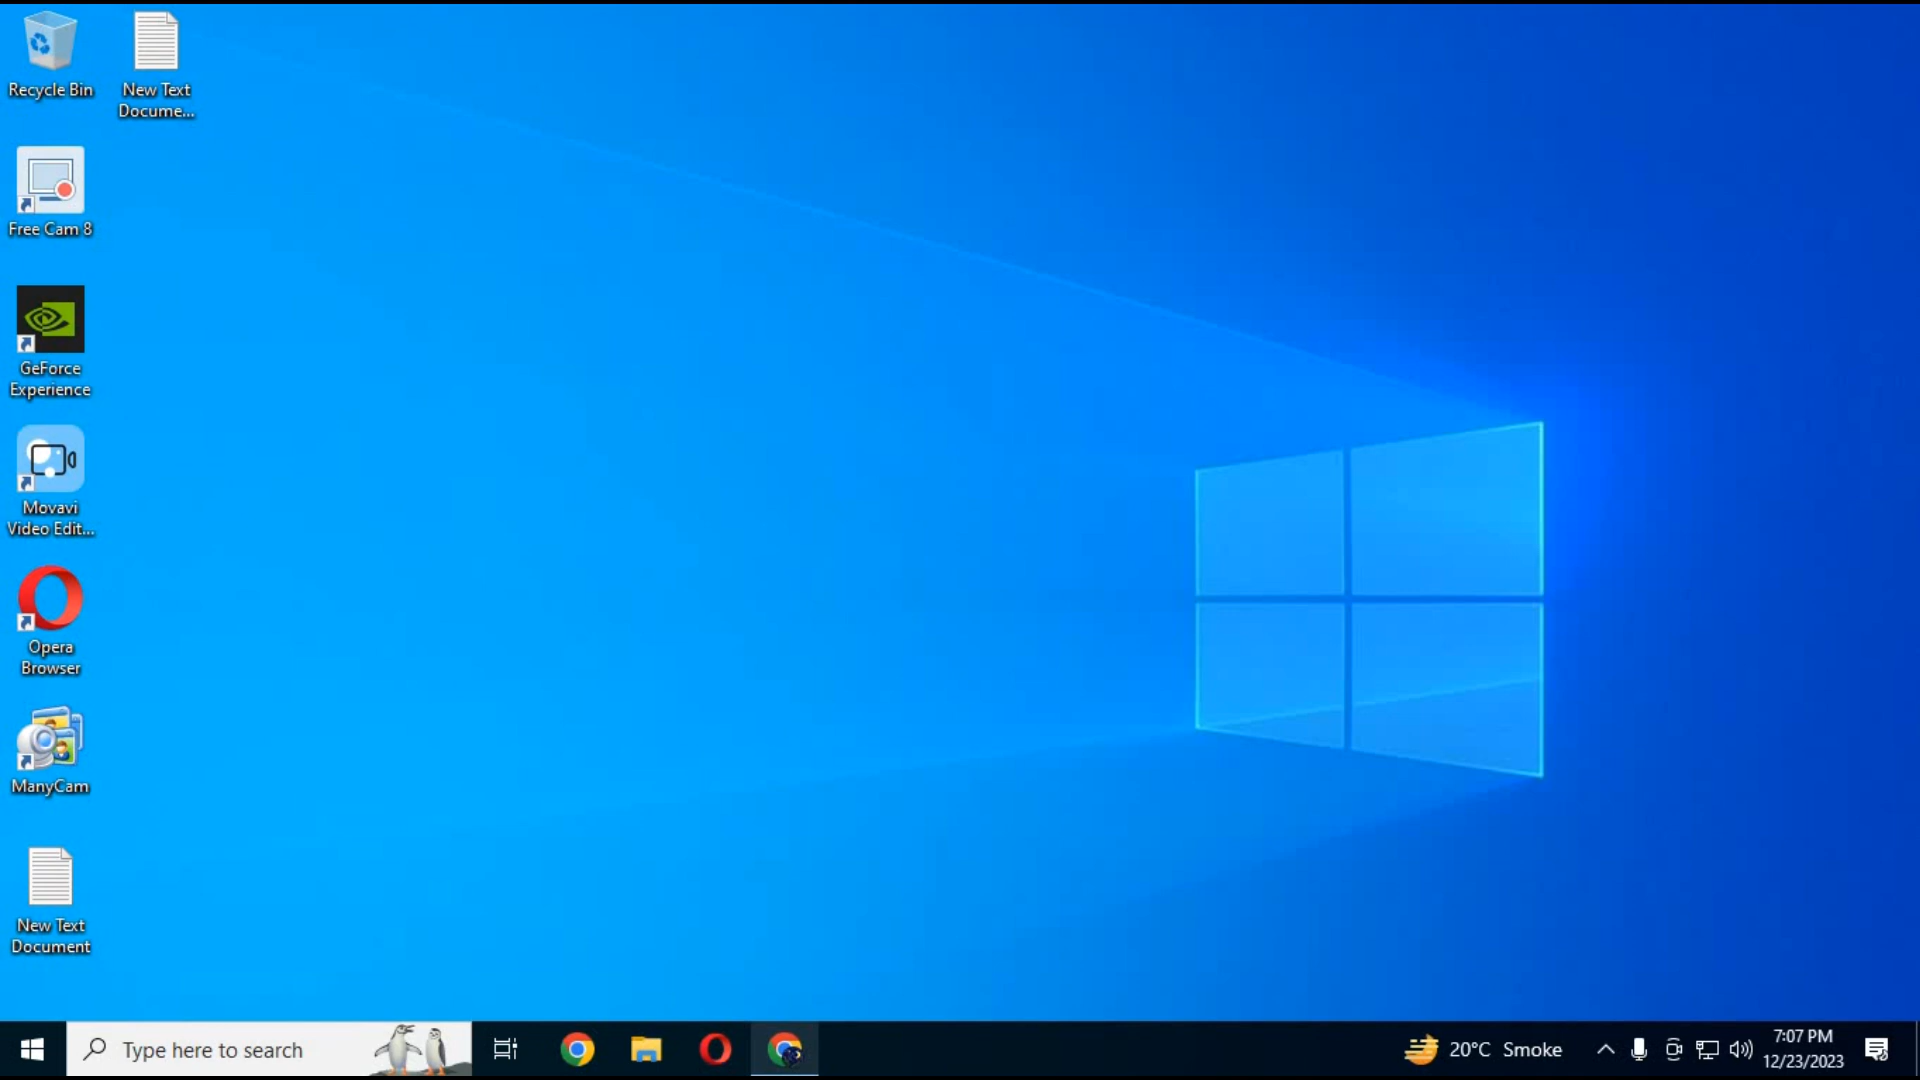 Recycle Bin
New Text
Docume...
Free Cam 8
GeForce
Experience
Movavi
Video Edit...
Opera
Browser
ManyCam
New Text
Document
Type here to search
20°C Smoke
7:07 PM
12/23/2023